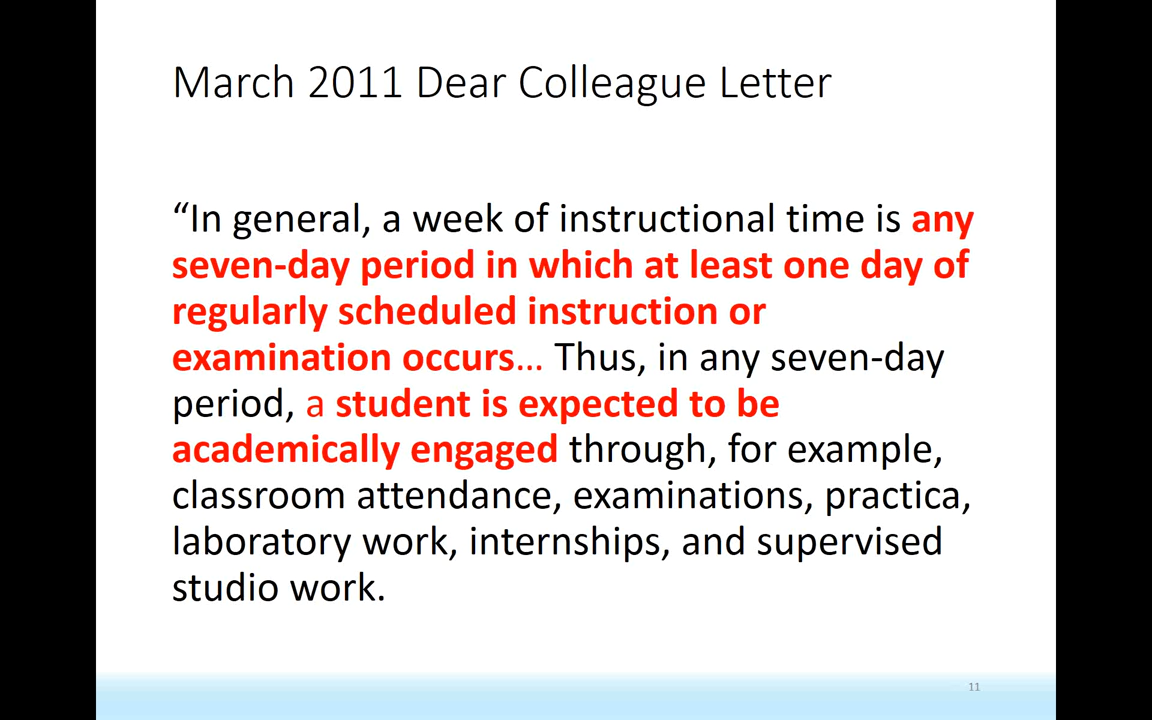 March 2011 Dear Colleague Letter
“In general, a week of instructional time is any
seven-day period in which at least one day of
regularly scheduled instruction or
examination occurs… Thus, in any seven-day
period, a student is expected to be
academically engaged through, for example,
classroom attendance, examinations, practica,
laboratory work, internships, and supervised
studio work.
11